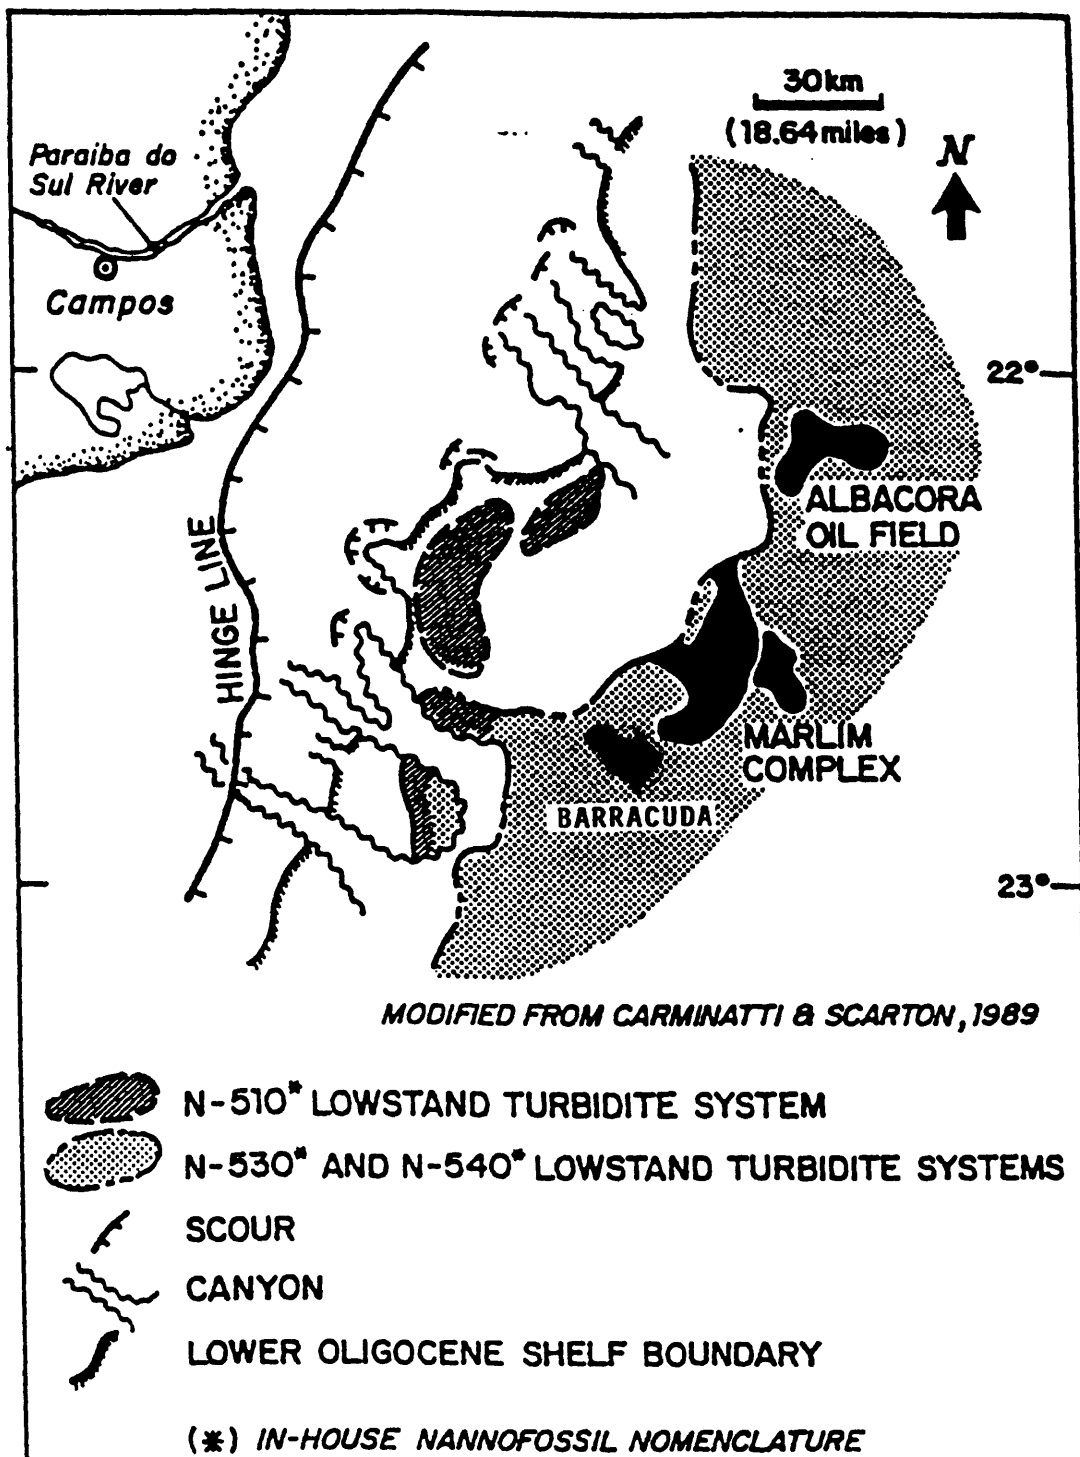 30km
(18.64 miles)
N
Paraiba do
Sul River
Campos
22°
ALBACORA
OIL FIELD
HINGE LINE
MARLIM
COMPLEX
BARRACUDA
23°
MODIFIED FROM CARMINATTI & SCARTON, 1989
N-510* LOWSTAND TURBIDITE SYSTEM
N-530* AND N-540* LOWSTAND TURBIDITE SYSTEMS
SCOUR
CANYON
LOWER OLIGOCENE SHELF BOUNDARY
(*) IN-HOUSE NANNOFOSSIL NOMENCLATURE